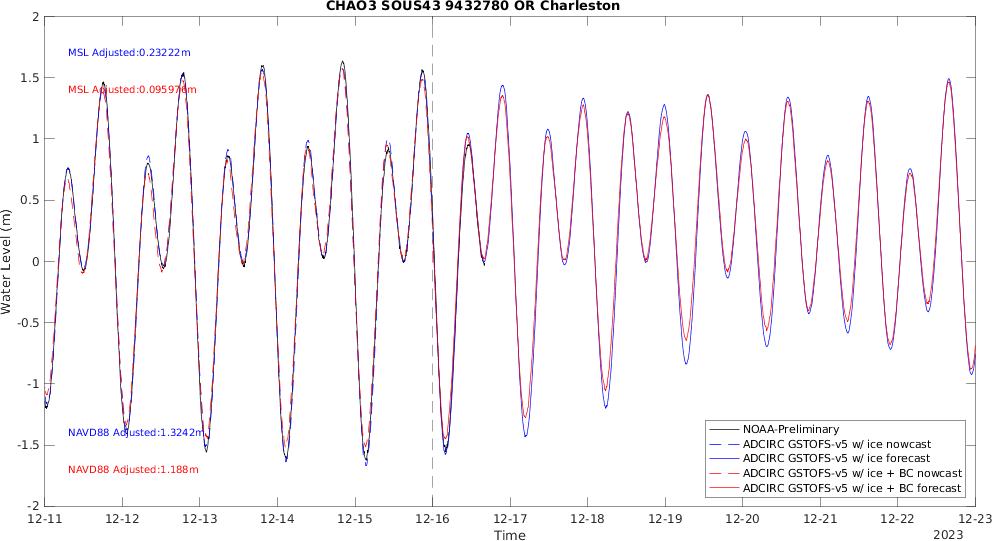 CHAO3 SOUS43 9432780 OR Charleston
2
1.5
1
0.5
0
-0.5
-1
-1.5
-2
Water Level (m)
MSL Adjusted:0.23222m
MSL Adjusted:0.095976m
NAVD88 Adjusted:1.3242m
NAVD88 Adjusted:1.188m
NOAA-Preliminary
ADCIRC GSTOFS-v5 w/ ice nowcast
ADCIRC GSTOFS-v5 w/ ice forecast
ADCIRC GSTOFS-v5 w/ ice + BC nowcast
ADCIRC GSTOFS-v5 w/ ice + BC forecast
12-11 12-12 12-13 12-14 12-15 12-16 12-17 12-18 12-19 12-20 12-21 12-22 12-23
Time
2023